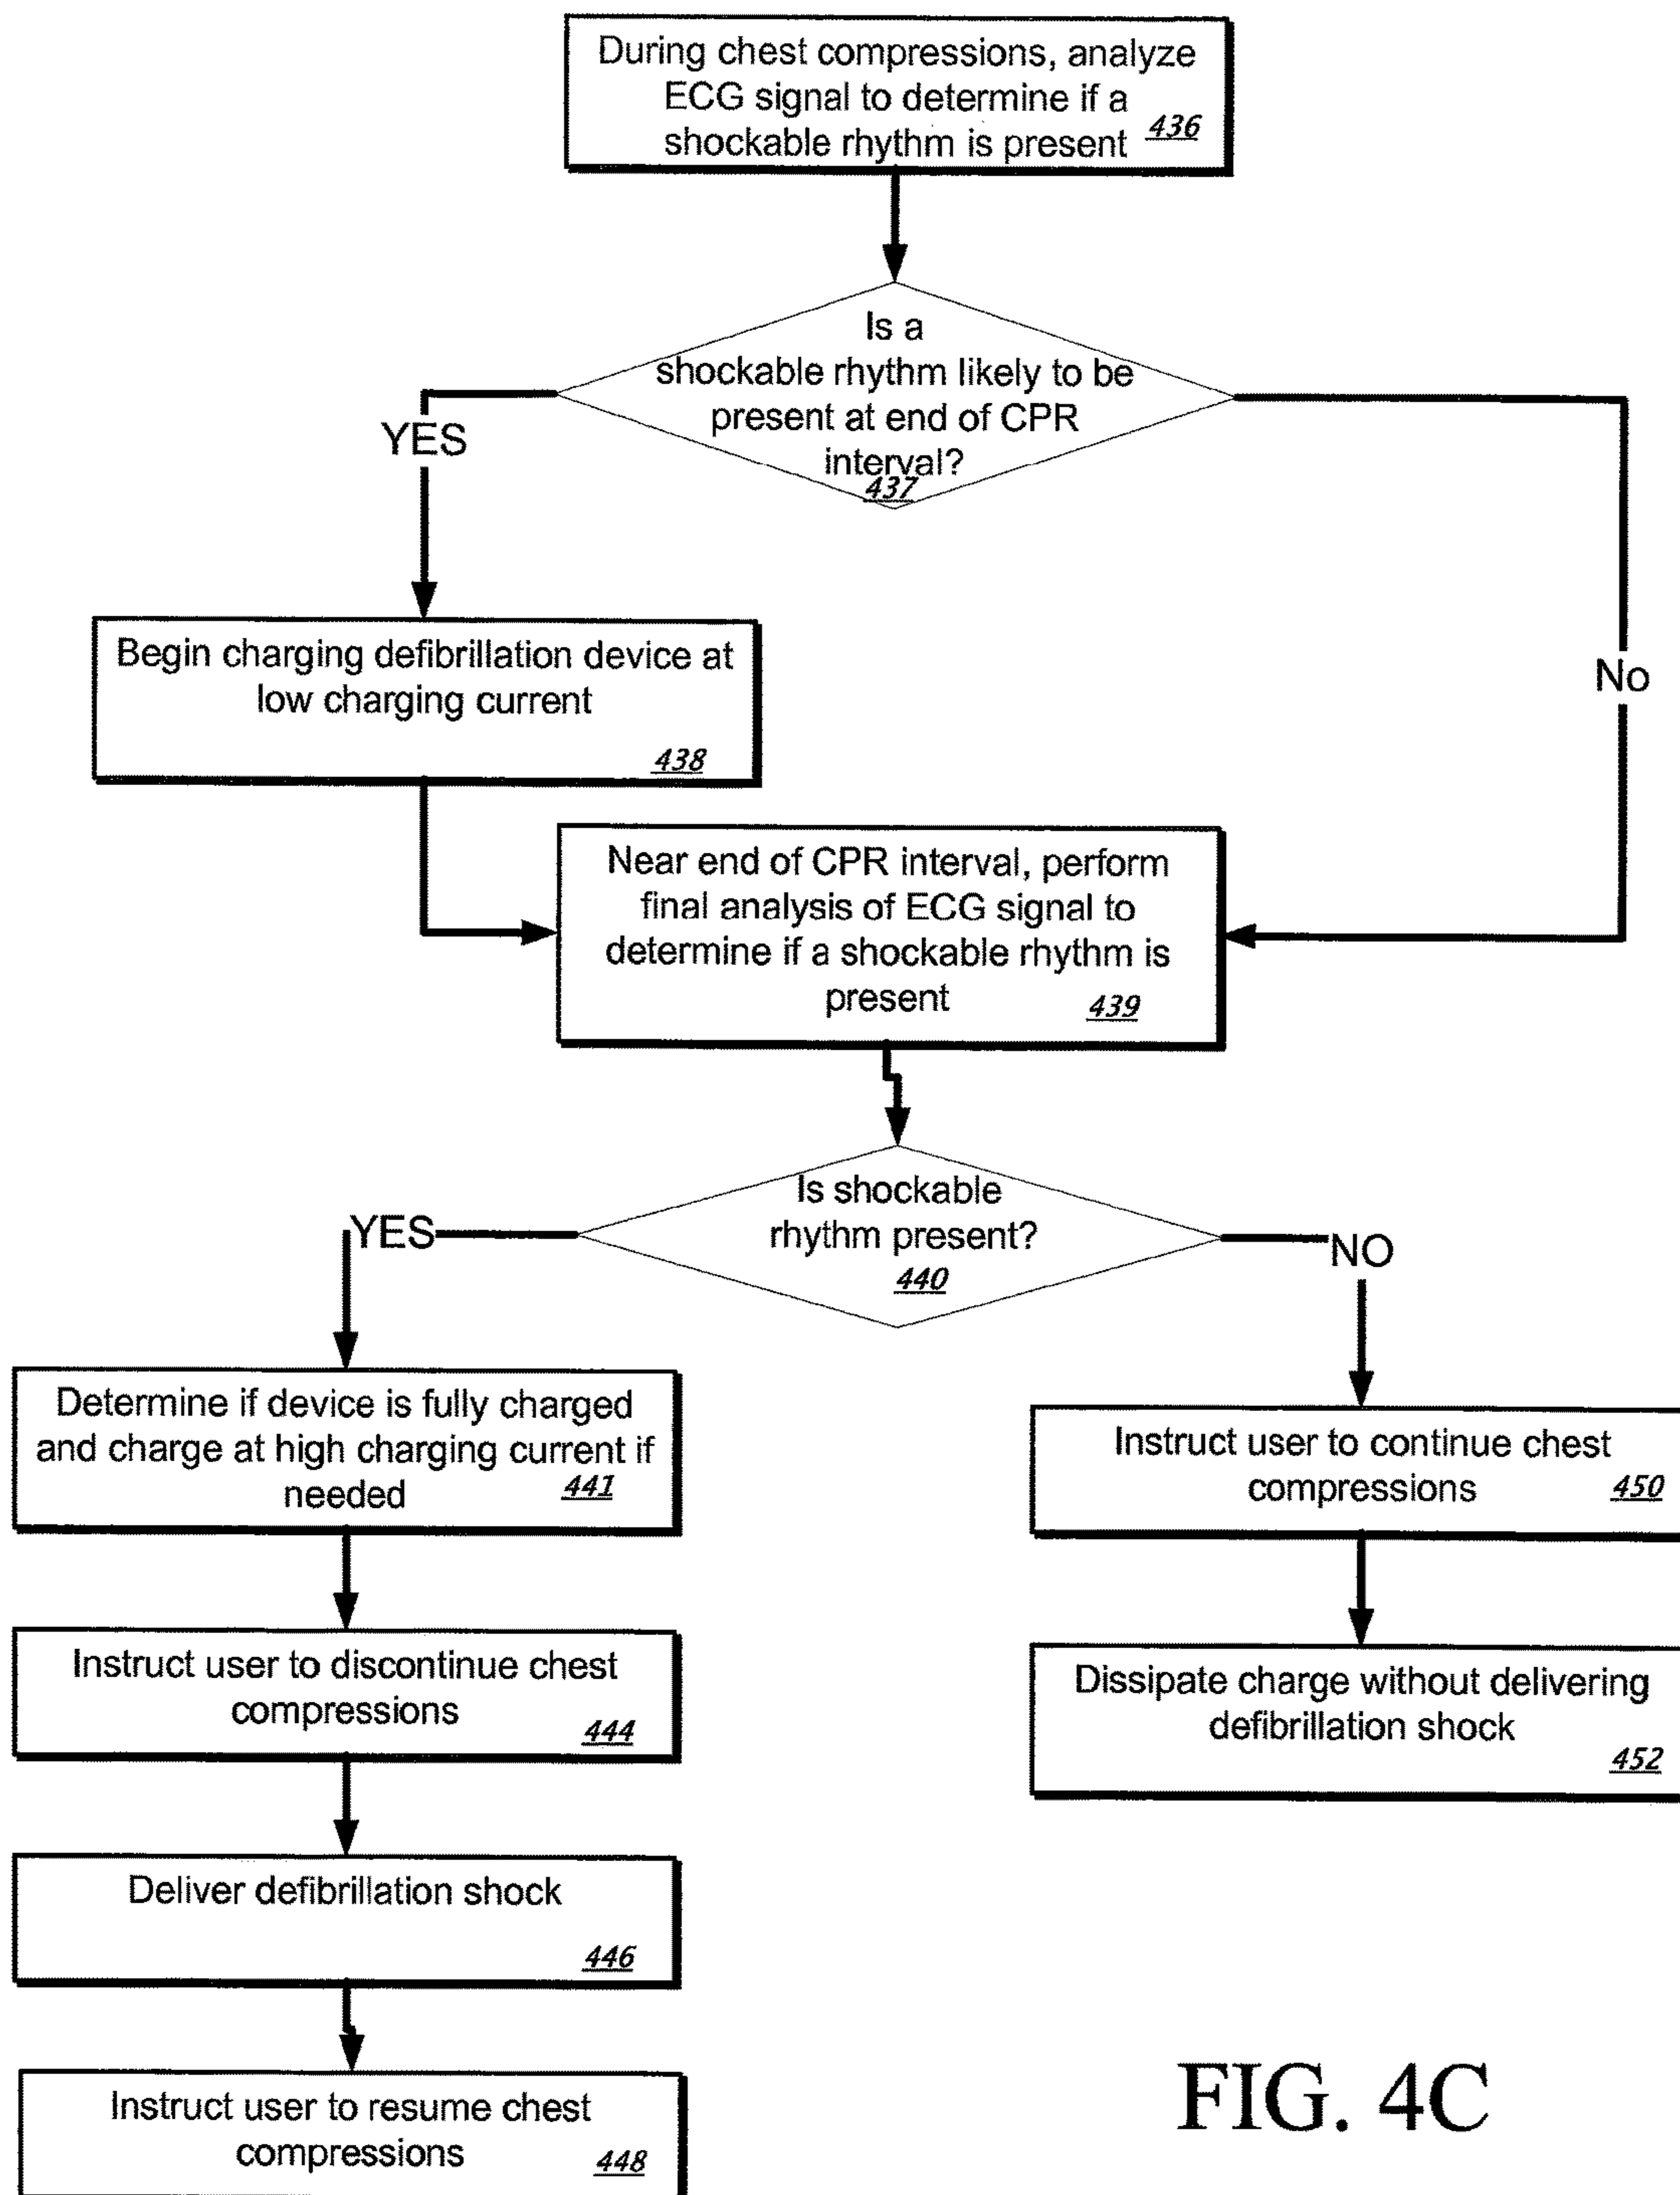 During chest compressions, analyze
ECG signal to determine if a
shockable rhythm is present
436
Is a
shockable rhythm likely to be
present at end of CPR
interval?
437
YES
No
Begin charging defibrillation device at
low charging current
438
Near end of CPR interval, perform
final analysis of ECG signal to
determine if a shockable rhythm is
present
439
Is shockable
rhythm present?
440
YES
NO
Determine if device is fully charged
and charge at high charging current if
needed
441
Instruct user to continue chest
compressions
450
Instruct user to discontinue chest
compressions
444
Dissipate charge without delivering
defibrillation shock
452
Deliver defibrillation shock
446
Instruct user to resume chest
compressions
448
FIG. 4C